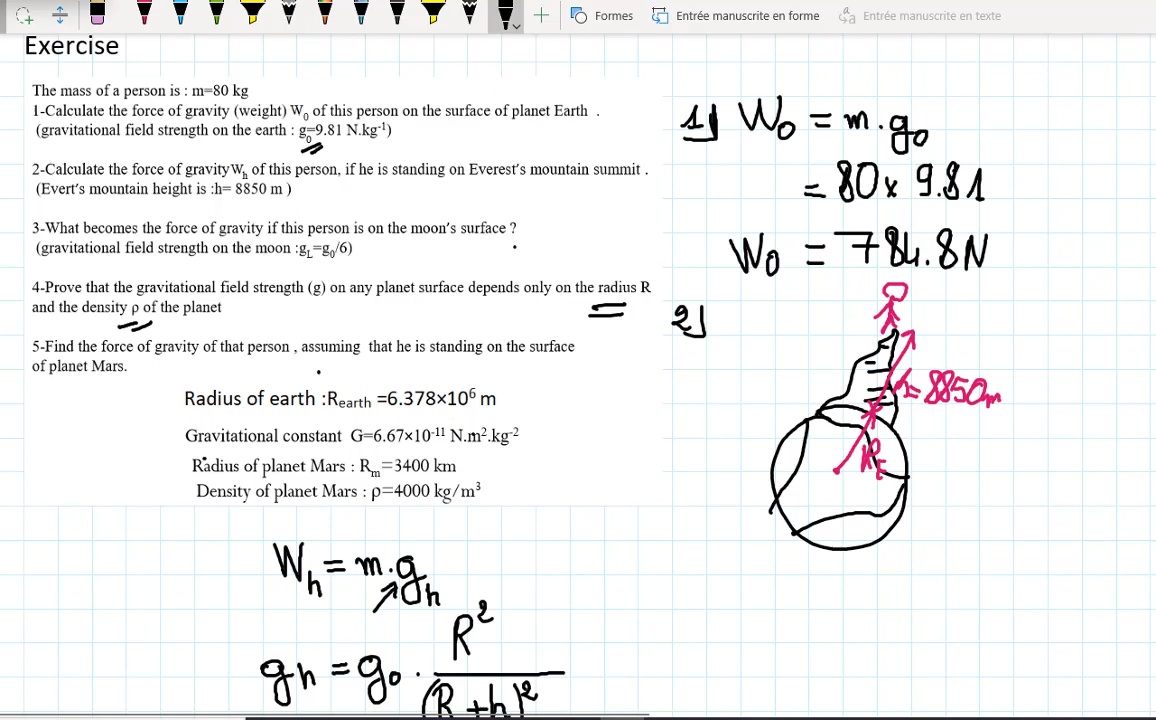 Formes Entrée manuscrite en forme Entrée manuscrite en texte
Exercise
The mass of a person is : m=80 kg
1-Calculate the force of gravity (weight) W₀ of this person on the surface of planet Earth .
(gravitational field strength on the earth : g₀=9.81 N.kg⁻¹)
2-Calculate the force of gravityWₕ of this person, if he is standing on Everest's mountain summit .
(Evert's mountain height is :h= 8850 m )
3-What becomes the force of gravity if this person is on the moon's surface ?
(gravitational field strength on the moon :g_L=g₀/6)
4-Prove that the gravitational field strength (g) on any planet surface depends only on the radius R
and the density ρ of the planet
5-Find the force of gravity of that person , assuming that he is standing on the surface
of planet Mars.
Radius of earth :R_earth =6.378×10⁶ m
Gravitational constant G=6.67×10⁻¹¹ N.m².kg⁻²
Radius of planet Mars : Rₘ=3400 km
Density of planet Mars : ρ=4000 kg/m³
Wₕ = m.gₕ
gₕ = g₀ . R²
(R+h)²
1) W₀ = m.g₀
= 80 × 9.81
W₀ = 784.8N
2)
h=8850m
R_E